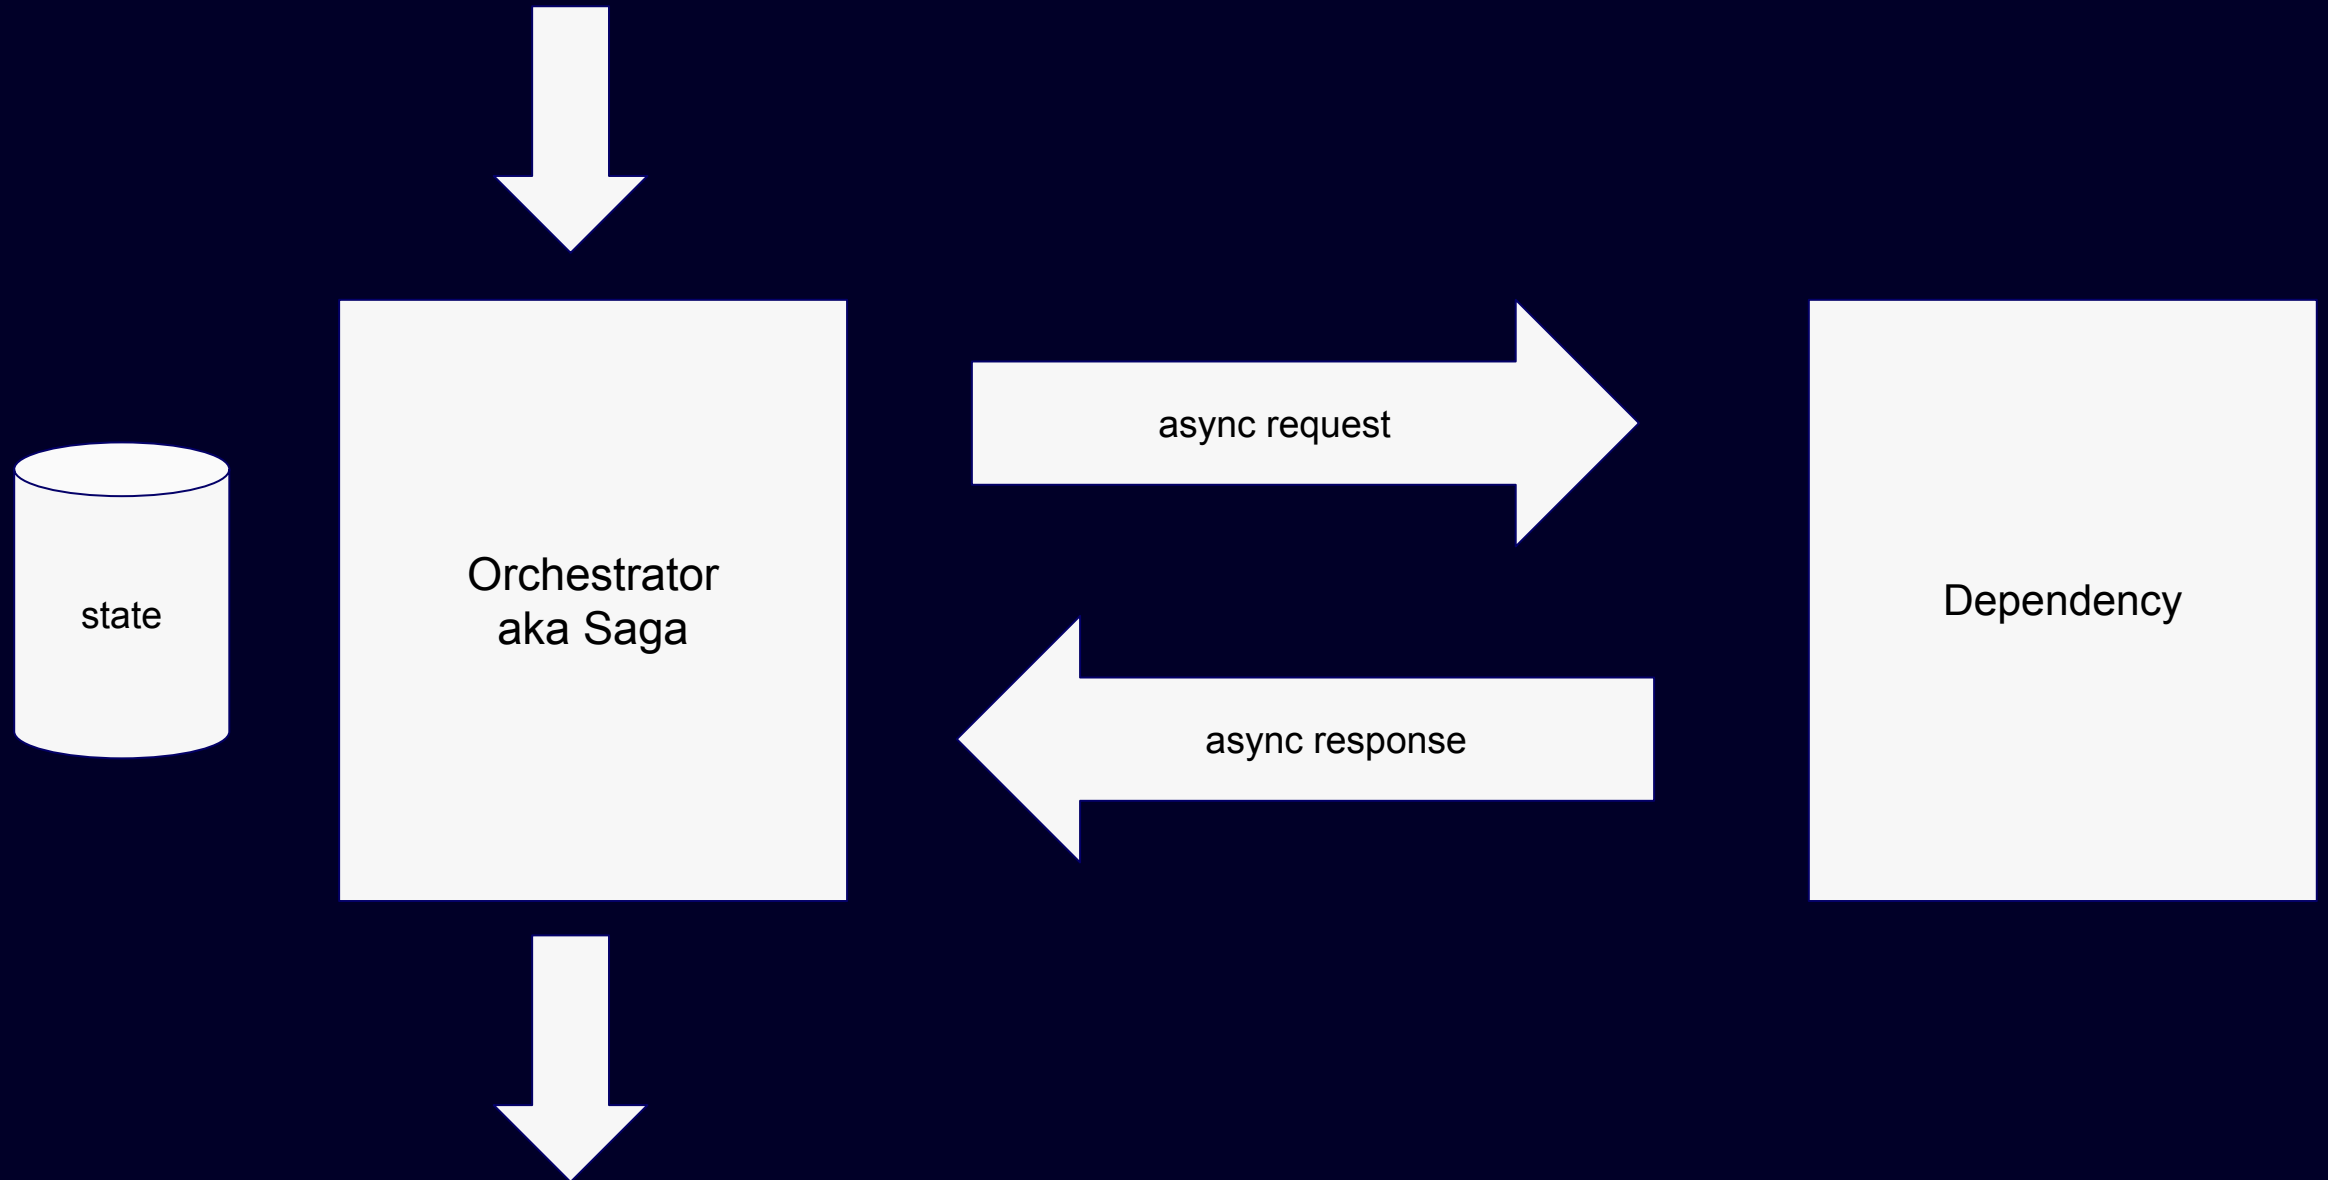 state
Orchestrator
aka Saga
async request
async response
Dependency